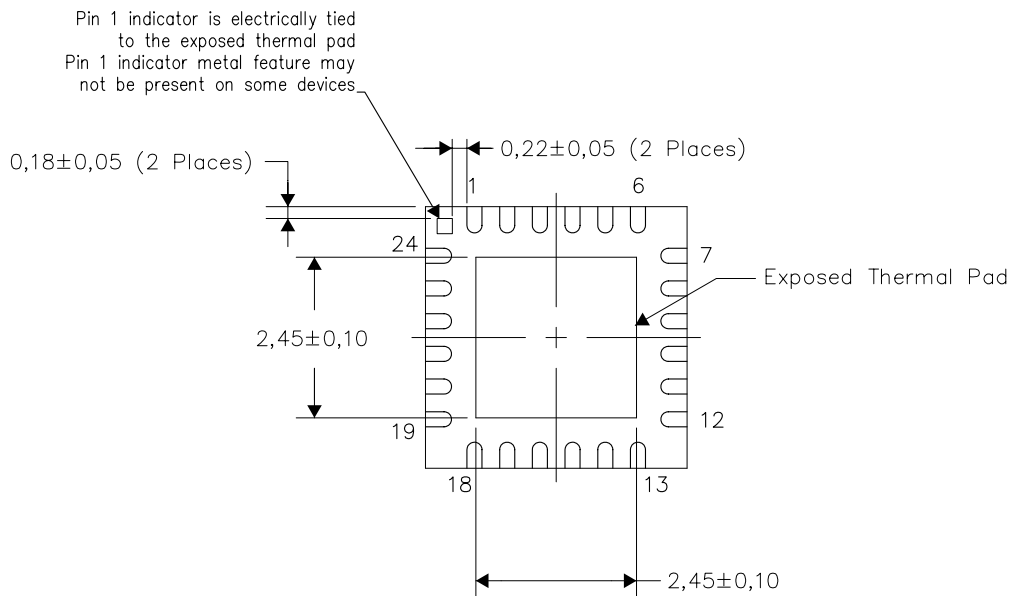 Pin 1 indicator is electrically tied
to the exposed thermal pad
Pin 1 indicator metal feature may
not be present on some devices
0,18±0,05 (2 Places)
0,22±0,05 (2 Places)
1
6
24
7
Exposed Thermal Pad
2,45±0,10
19
12
18
13
2,45±0,10